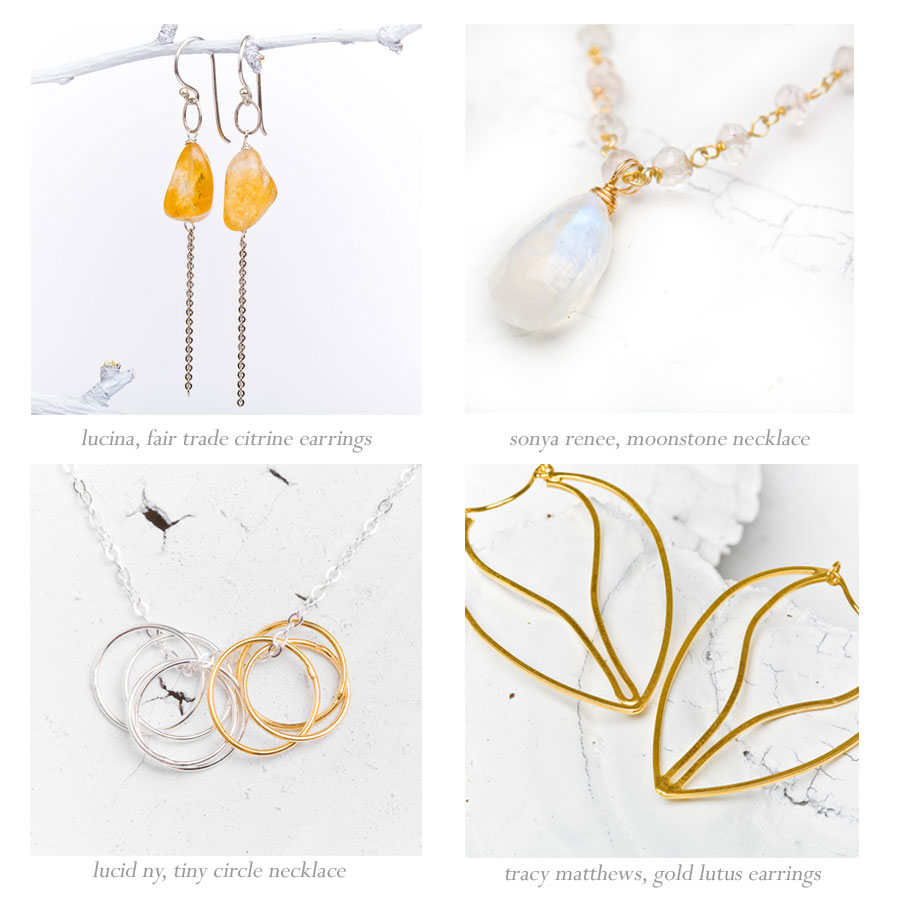 lucina, fair trade citrine earrings
sonya renee, moonstone necklace
lucid ny, tiny circle necklace
tracy matthews, gold lutus earrings